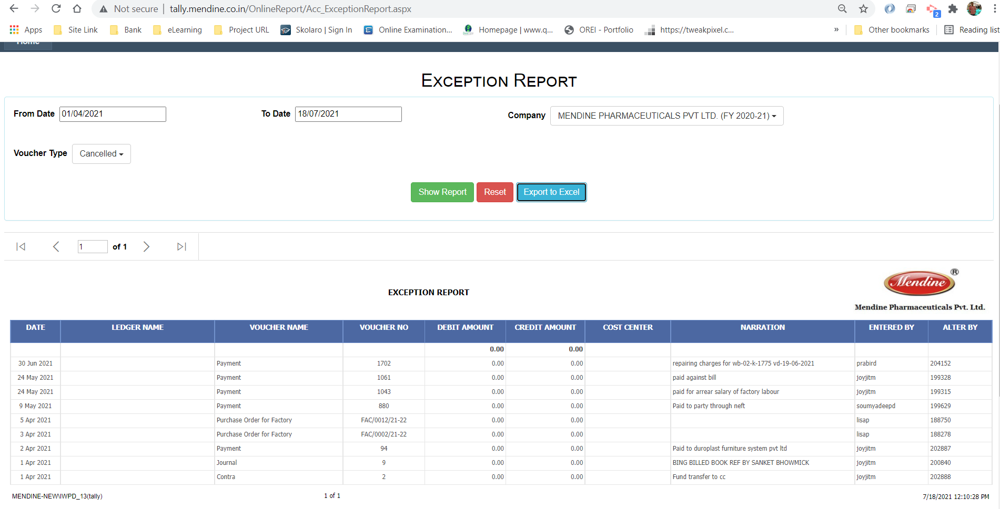 Not secure | tally.mendine.co.in/OnlineReport/Acc_ExceptionReport.aspx
2
Apps Site Link Bank eLearning Project URL Skolaro | Sign In Online Examination... Homepage | www.q... OREI - Portfolio https://tweakpixel.c... » Other bookmarks Reading list
Home
EXCEPTION REPORT
From Date 01/04/2021 To Date 18/07/2021 Company MENDINE PHARMACEUTICALS PVT LTD. (FY 2020-21)
Voucher Type Cancelled
Show Report Reset Export to Excel
1 of 1
Mendine ®
EXCEPTION REPORT
Mendine Pharmaceuticals Pvt. Ltd.
DATE LEDGER NAME VOUCHER NAME VOUCHER NO DEBIT AMOUNT CREDIT AMOUNT COST CENTER NARRATION ENTERED BY ALTER BY
0.00 0.00
30 Jun 2021 Payment 1702 0.00 0.00 repairing charges for wb-02-k-1775 vd-19-06-2021 prabird 204152
24 May 2021 Payment 1061 0.00 0.00 paid against bill joyjitm 199328
24 May 2021 Payment 1043 0.00 0.00 paid for arrear salary of factory labour joyjitm 199315
9 May 2021 Payment 880 0.00 0.00 Paid to party through neft soumyadeepd 199629
5 Apr 2021 Purchase Order for Factory FAC/0012/21-22 0.00 0.00 lisap 188750
3 Apr 2021 Purchase Order for Factory FAC/0002/21-22 0.00 0.00 lisap 188278
2 Apr 2021 Payment 94 0.00 0.00 Paid to duroplast furniture system pvt ltd joyjitm 202887
1 Apr 2021 Journal 9 0.00 0.00 BING BILLED BOOK REF BY SANKET BHOWMICK joyjitm 200840
1 Apr 2021 Contra 2 0.00 0.00 Fund transfer to cc joyjitm 202888
MENDINE-NEW\IWPD_13(tally) 1 of 1 7/18/2021 12:10:28 PM